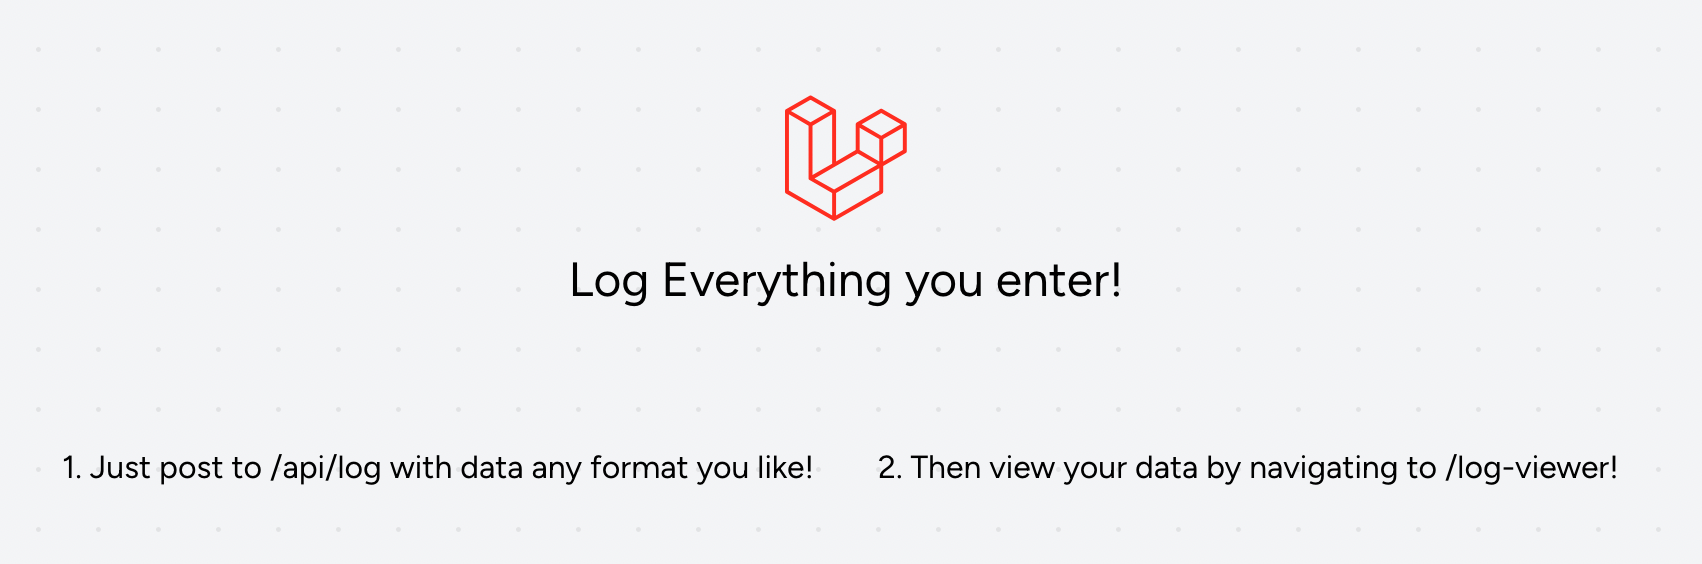 Log Everything you enter!
1. Just post to /api/log with data any format you like!
2. Then view your data by navigating to /log-viewer!